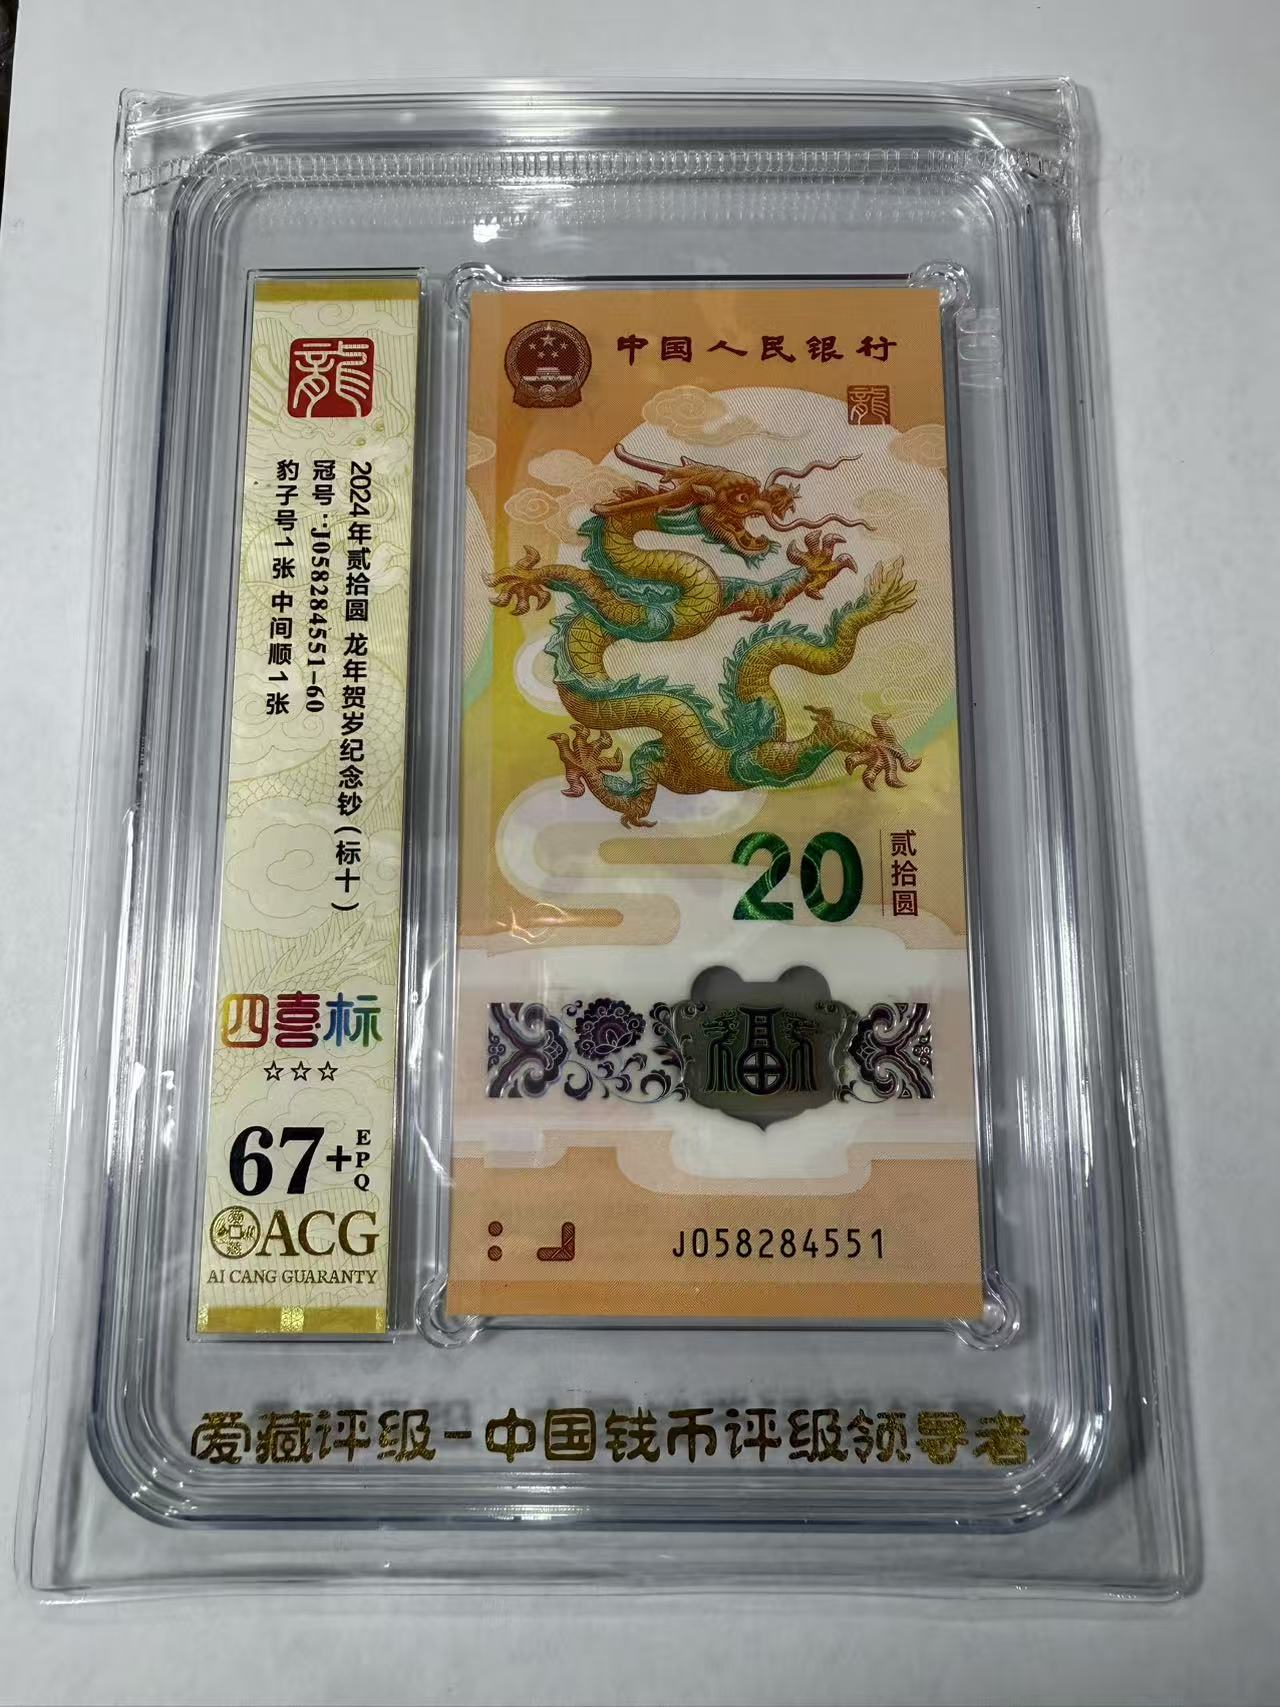 龍
2024年贰拾圆 龙年贺岁纪念钞(标十)
冠号:J058284551-60
豹子号1张 中间顺1张
四喜标
☆☆☆
67+EPQ
ACG
AI CANG GUARANTY
中国人民银行
龍
20
贰拾圆
福
J058284551
爱藏评级-中国钱币评级领导者